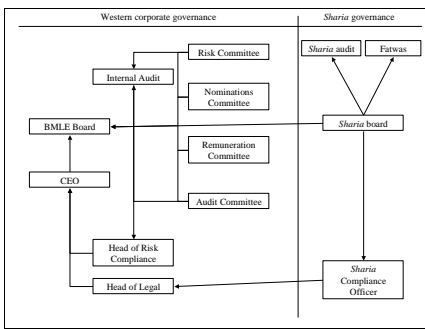 Western corporate governance
Sharia governance
Risk Committee
Sharia audit
Fatwas
Internal Audit
Nominations
Committee
BMLE Board
Sharia board
Remuneration
Committee
CEO
Audit Committee
Head of Risk
Compliance
Sharia
Compliance
Officer
Head of Legal